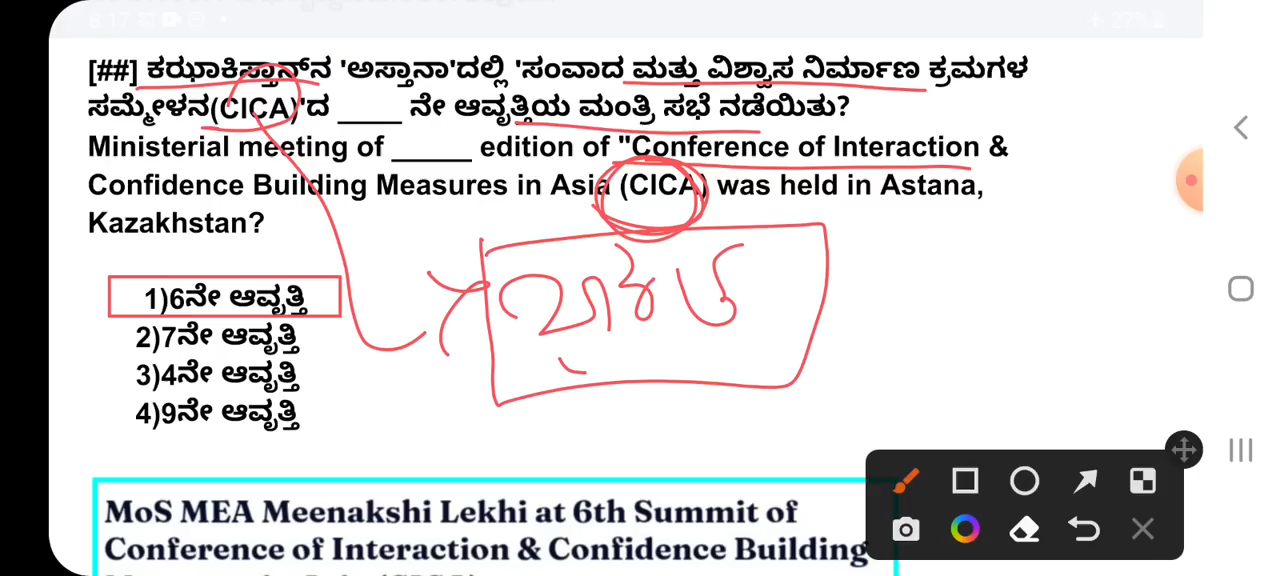 8:17
27%
[##] ಕಝಾಕಿಸ್ತಾನ್‌ನ 'ಅಸ್ತಾನಾ'ದಲ್ಲಿ 'ಸಂವಾದ ಮತ್ತು ವಿಶ್ವಾಸ ನಿರ್ಮಾಣ ಕ್ರಮಗಳ
ಸಮ್ಮೇಳನ(CICA)'ದ ____ ನೇ ಆವೃತ್ತಿಯ ಮಂತ್ರಿ ಸಭೆ ನಡೆಯಿತು?
Ministerial meeting of _____ edition of "Conference of Interaction &
Confidence Building Measures in Asia (CICA) was held in Astana,
Kazakhstan?
1)6ನೇ ಆವೃತ್ತಿ
2)7ನೇ ಆವೃತ್ತಿ
3)4ನೇ ಆವೃತ್ತಿ
4)9ನೇ ಆವೃತ್ತಿ
MoS MEA Meenakshi Lekhi at 6th Summit of
Conference of Interaction & Confidence Building